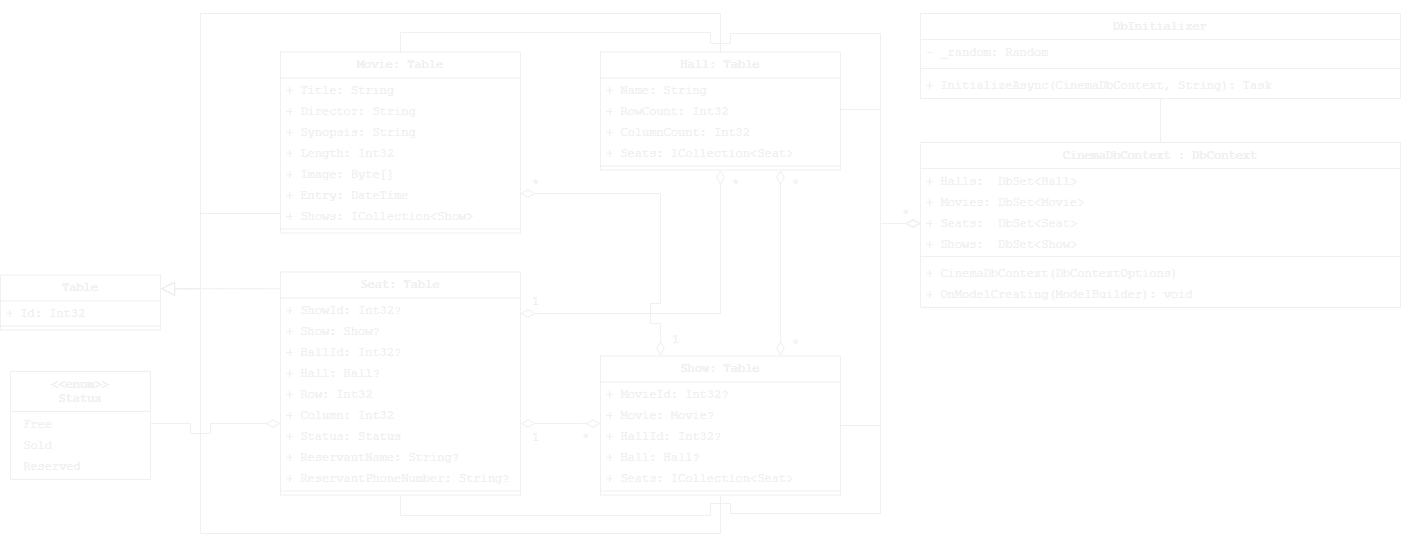 DbInitializer
- _random: Random
+ InitializeAsync(CinemaDbContext, String): Task
Movie: Table
+ Title: String
+ Director: String
+ Synopsis: String
+ Length: Int32
+ Image: Byte[]
+ Entry: DateTime
+ Shows: ICollection<Show>
Hall: Table
+ Name: String
+ RowCount: Int32
+ ColumnCount: Int32
+ Seats: ICollection<Seat>
CinemaDbContext : DbContext
+ Halls:  DbSet<Hall>
+ Movies: DbSet<Movie>
+ Seats:  DbSet<Seat>
+ Shows:  DbSet<Show>
+ CinemaDbContext(DbContextOptions)
+ OnModelCreating(ModelBuilder): void
*
*
*
*
Table
+ Id: Int32
Seat: Table
+ ShowId: Int32?
+ Show: Show?
+ HallId: Int32?
+ Hall: Hall?
+ Row: Int32
+ Column: Int32
+ Status: Status
+ ReservantName: String?
+ ReservantPhoneNumber: String?
1
1
*
1
*
<<enum>>
Status
Free
Sold
Reserved
Show: Table
+ MovieId: Int32?
+ Movie: Movie?
+ HallId: Int32?
+ Hall: Hall?
+ Seats: ICollection<Seat>